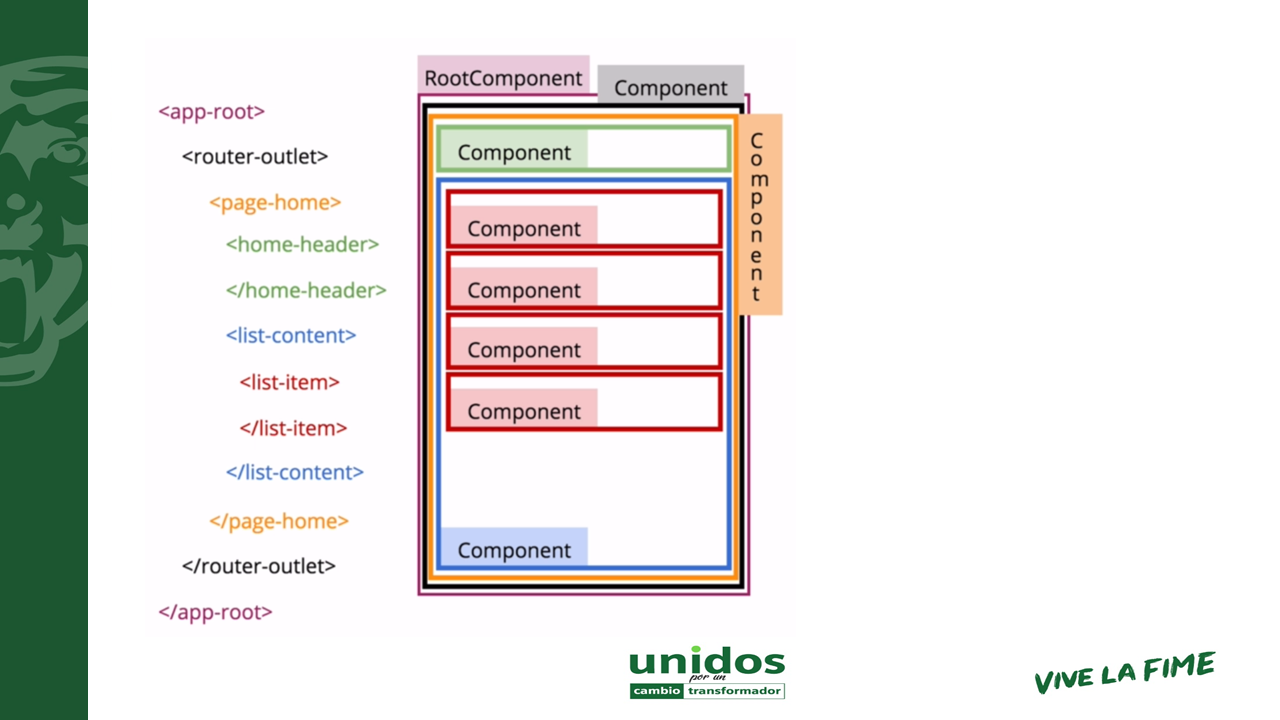 <app-root>
<router-outlet>
<page-home>
<home-header>
</home-header>
<list-content>
<list-item>
</list-item>
</list-content>
</page-home>
</router-outlet>
</app-root>
RootComponent
Component
Component
Component
Component
Component
Component
Component
Component
unidos
por un
cambio transformador
VIVE LA FIME